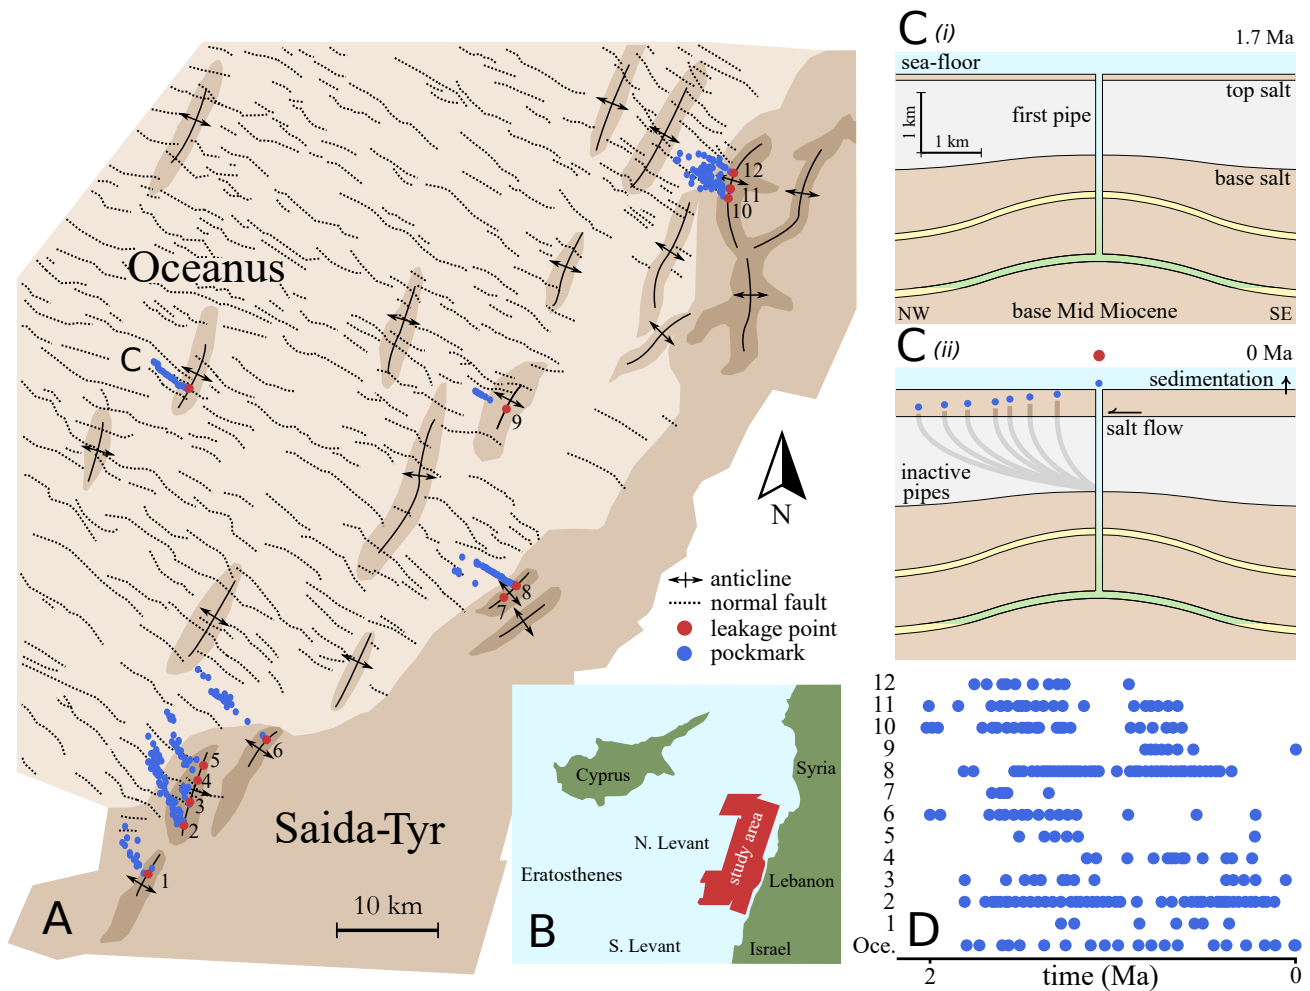 Oceanus
C
12
11
10
9
8
7
6
5
4
3
2
1
Saida-Tyr
A
10 km
N
anticline
normal fault
leakage point
pockmark
Cyprus
Syria
study area
N. Levant
Eratosthenes
Lebanon
S. Levant
Israel
B
C (i)
1.7 Ma
sea-floor
top salt
first pipe
1 km
1 km
base salt
base Mid Miocene
NW
SE
C (ii)
0 Ma
sedimentation
salt flow
inactive
pipes
12
11
10
9
8
7
6
5
4
3
2
1
Oce.
D
2
time (Ma)
0